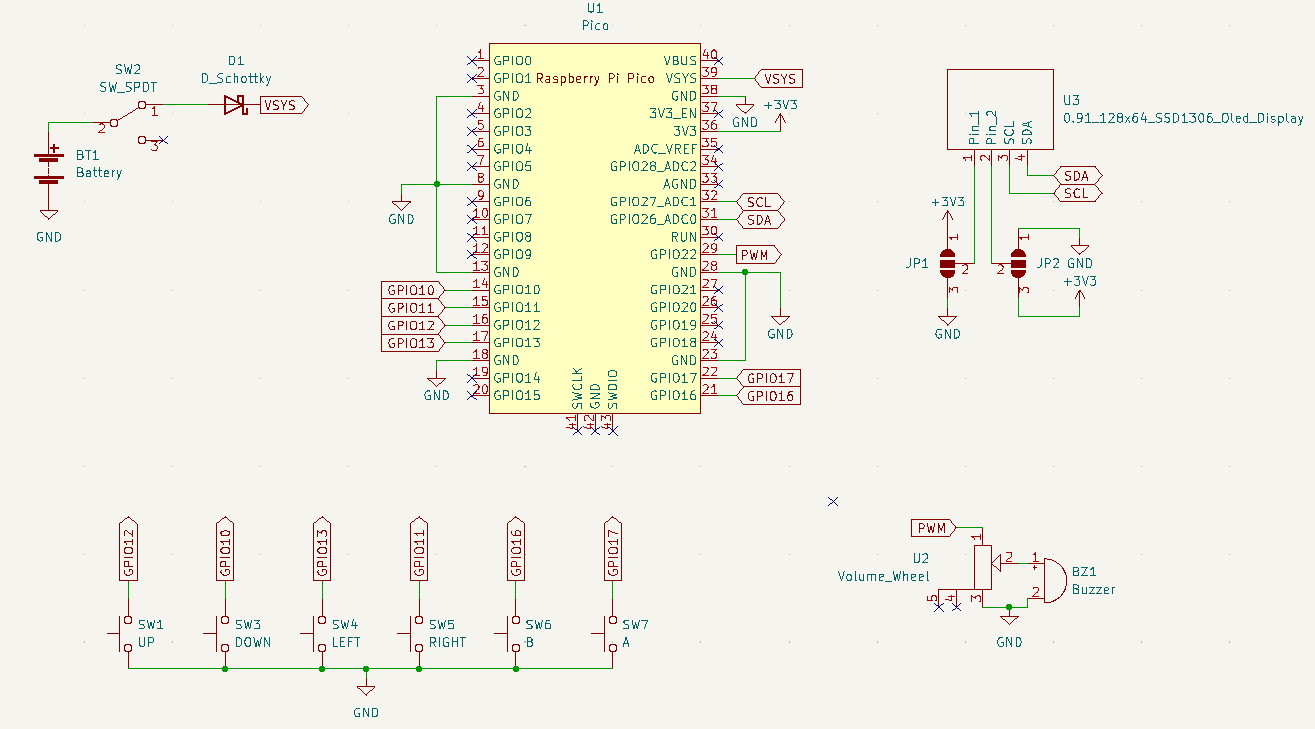 SW2
SW_SPDT
1
2
3
D1
D_Schottky
VSYS
+
BT1
Battery
GND
U1
Pico
Raspberry Pi Pico
1 GPIO0
2 GPIO1
3 GND
4 GPIO2
5 GPIO3
6 GPIO4
7 GPIO5
8 GND
9 GPIO6
10 GPIO7
11 GPIO8
12 GPIO9
13 GND
GPIO10 14 GPIO10
GPIO11 15 GPIO11
GPIO12 16 GPIO12
GPIO13 17 GPIO13
18 GND
19 GPIO14
20 GPIO15
GND
GND
VBUS 40
VSYS 39 VSYS
GND 38
GND
3V3_EN 37
+3V3
3V3 36
ADC_VREF 35
GPIO28_ADC2 34
AGND 33
GPIO27_ADC1 32 SCL
GPIO26_ADC0 31 SDA
RUN 30
GPIO22 29 PWM
GND 28
GPIO21 27
GPIO20 26
GPIO19 25
GPIO18 24
GND 23
GPIO17 22 GPIO17
GPIO16 21 GPIO16
GND
SWCLK 41
GND 42
SWDIO 43
U3
0.91_128x64_SSD1306_Oled_Display
Pin_1 1
Pin_2 2
SCL 3
SDA 4
SDA
SCL
+3V3
1
JP1 2
3
GND
1
2 JP2
3
GND
+3V3
GPIO12
GPIO10
GPIO13
GPIO11
GPIO16
GPIO17
SW1
UP
SW3
DOWN
SW4
LEFT
SW5
RIGHT
SW6
B
SW7
A
GND
PWM
1
U2
Volume_Wheel
2
5
4
3
1
+
2
BZ1
Buzzer
GND